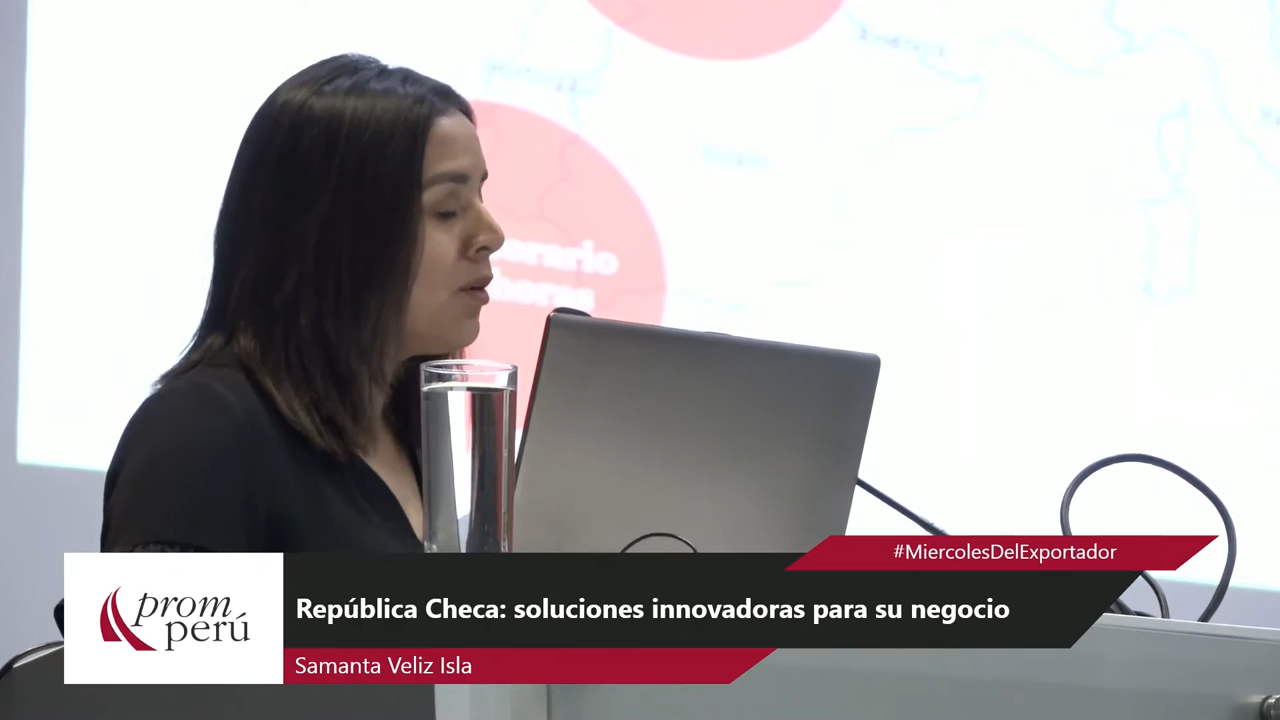 #MiercolesDelExportador
prom
perú
República Checa: soluciones innovadoras para su negocio
Samanta Veliz Isla